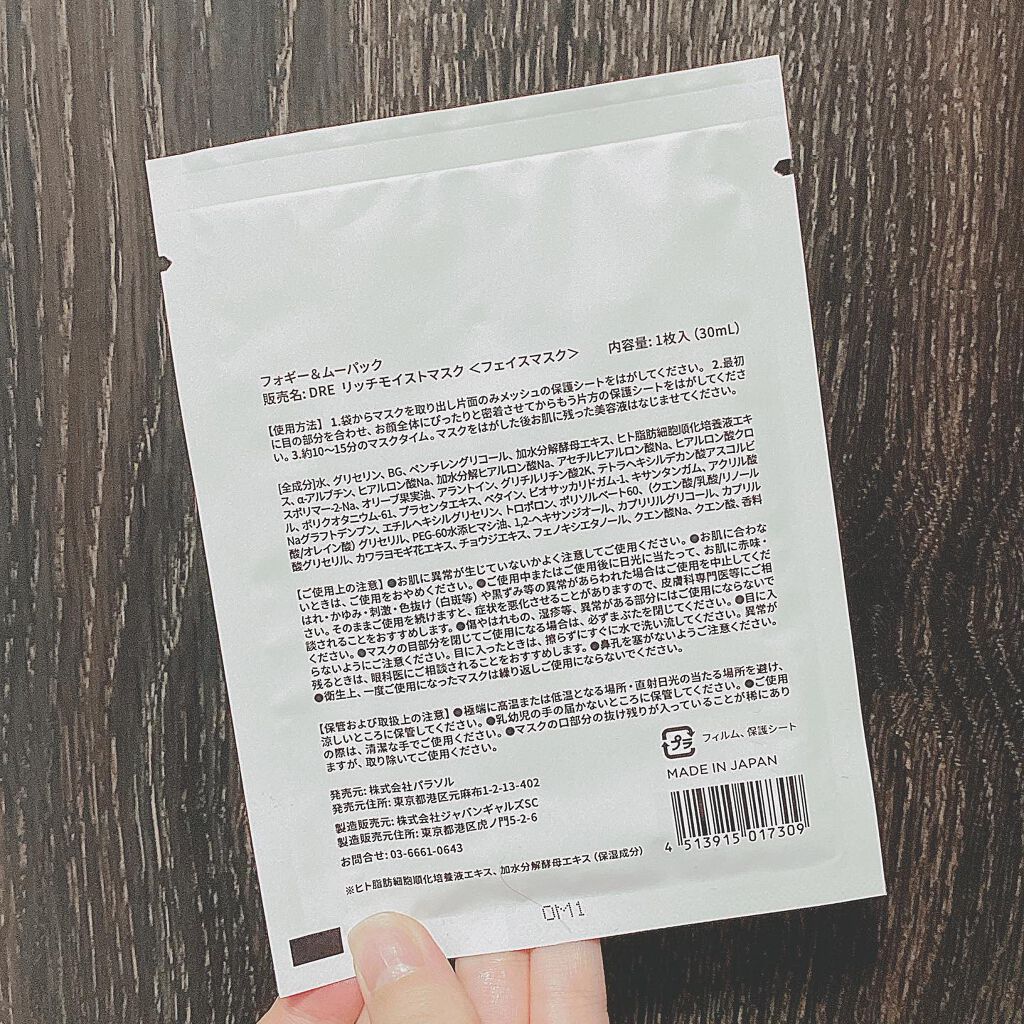 フォギー＆ムーパック
販売名: DRE リッチモイストマスク ＜フェイスマスク＞
内容量: 1枚入（30mL）
【使用方法】 1.袋からマスクを取り出し片面のみメッシュの保護シートをはがしてください。 2.最初
に目の部分を合わせ、お顔全体にぴったりと密着させてからもう片方の保護シートをはがしてくださ
い。3.約10〜15分のマスクタイム。マスクをはがした後お肌に残った美容液はなじませてください。
[全成分]水、グリセリン、BG、ペンチレングリコール、加水分解酵母エキス、ヒト脂肪細胞順化培養液エキ
ス、α-アルブチン、ヒアルロン酸Na、加水分解ヒアルロン酸Na、アセチルヒアルロン酸Na、ヒアルロン酸クロ
スポリマー-2-Na、オリーブ果実油、アラントイン、グリチルリチン酸2K、テトラヘキシルデカン酸アスコルビ
ル、ポリクオタニウム-61、プラセンタエキス、ベタイン、ビオサッカリドガム-1、キサンタンガム、アクリル酸
Naグラフトデンプン、エチルヘキシルグリセリン、トロポロン、ポリソルベート60、（クエン酸/乳酸/リノール
酸/オレイン酸）グリセリル、PEG-60水添ヒマシ油、1,2-ヘキサンジオール、カプリリルグリコール、カプリル
酸グリセリル、カワラヨモギ花エキス、チョウジエキス、フェノキシエタノール、クエン酸Na、クエン酸、香料
【ご使用上の注意】●お肌に異常が生じていないかよく注意してご使用ください。●お肌に合わな
いときは、ご使用をおやめください。●ご使用中またはご使用後に日光に当たって、お肌に赤味・
はれ・かゆみ・刺激・色抜け（白斑等）や黒ずみ等の異常があらわれた場合はご使用を中止してくだ
さい。そのままご使用を続けますと、症状を悪化させることがありますので、皮膚科専門医等にご相
談されることをおすすめします。●傷やはれもの、湿疹等、異常がある部分にはご使用にならないで
ください。●マスクの目部分を閉じてご使用になる場合は、必ずまぶたを閉じてください。●目に入
らないようにご注意ください。目に入ったときは、擦らずにすぐに水で洗い流してください。異常が
残るときは、眼科医にご相談されることをおすすめします。●鼻孔を塞がないようご注意ください。
●衛生上、一度ご使用になったマスクは繰り返しご使用にならないでください。
【保管および取扱上の注意】●極端に高温または低温となる場所・直射日光の当たる場所を避け、
涼しいところに保管してください。●乳幼児の手の届かないところに保管してください。●ご使用
の際は、清潔な手でご使用ください。●マスクの口部分の抜け残りが入っていることが稀にあり
ますが、取り除いてご使用ください。
プラ フィルム、保護シート
MADE IN JAPAN
発売元: 株式会社パラソル
発売元住所: 東京都港区元麻布1-2-13-402
製造販売元: 株式会社ジャパンギャルズSC
製造販売元住所: 東京都港区虎ノ門5-2-6
お問合せ: 03-6661-0643
4 513915 017309
※ヒト脂肪細胞順化培養液エキス、加水分解酵母エキス（保湿成分）
OM1